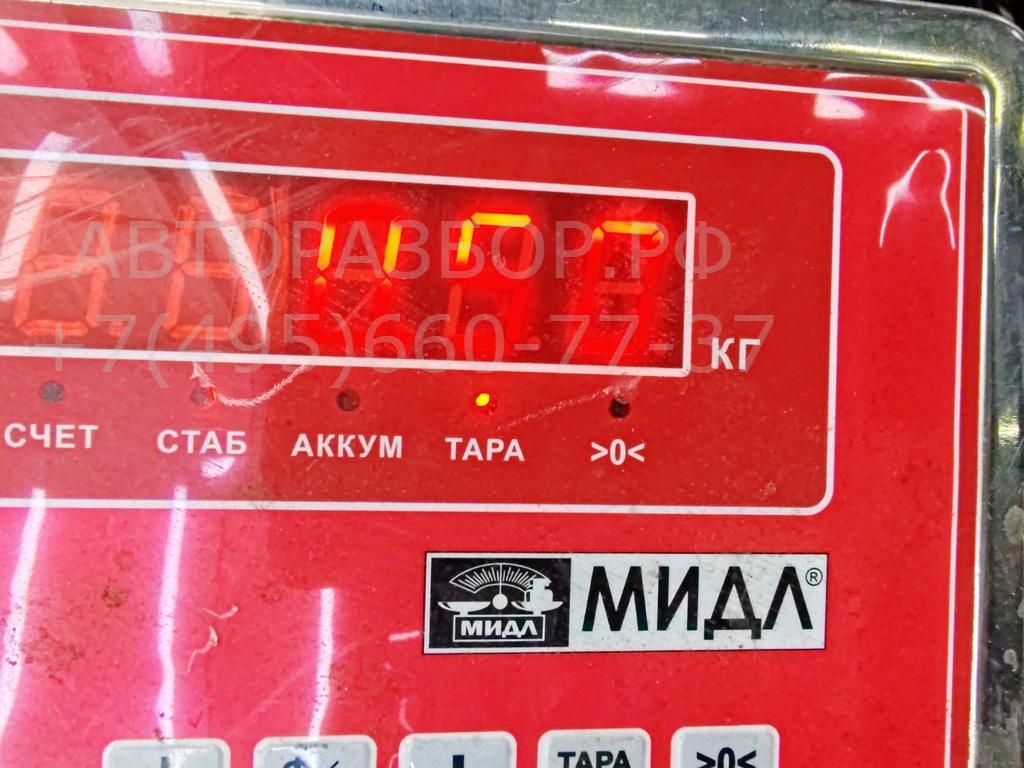 АВТОРАЗБОР.РФ
+7(495)660-77-37
КГ
СЧЕТ СТАБ АККУМ ТАРА >0<
МИДЛ МИДЛ®
ТАРА >0<